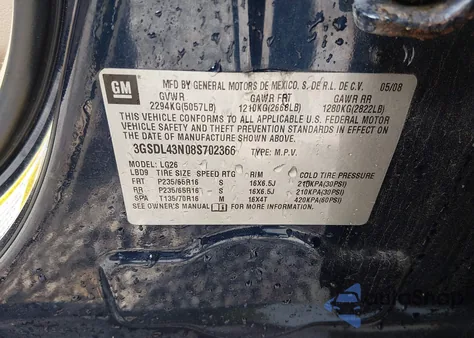 GM
MFD BY GENERAL MOTORS DE MEXICO, S. DE R.L. DE C.V. 05/08
GVWR GAWR FRT GAWR RR
2294KG(5057LB) 1210KG(2668LB) 1280KG(2822LB)
THIS VEHICLE CONFORMS TO ALL APPLICABLE U.S. FEDERAL
MOTOR VEHICLE SAFETY AND THEFT PREVENTION STANDARDS IN EFFECT ON
THE DATE OF MANUFACTURE SHOWN ABOVE.
3GSDL43N08S702366 TYPE: M.P.V.
MODEL: LG26
LBD9 TIRE SIZE SPEED RTG RIM COLD TIRE PRESSURE
FRT P235/65R16 – S 16X6.5J 210KPA(30PSI)
RR P235/65R16 – S 16X6.5J 210KPA(30PSI)
SPA T135/70R16 M 16X4T 420KPA(60PSI)
SEE OWNER'S MANUAL FOR MORE INFORMATION
AutoShop